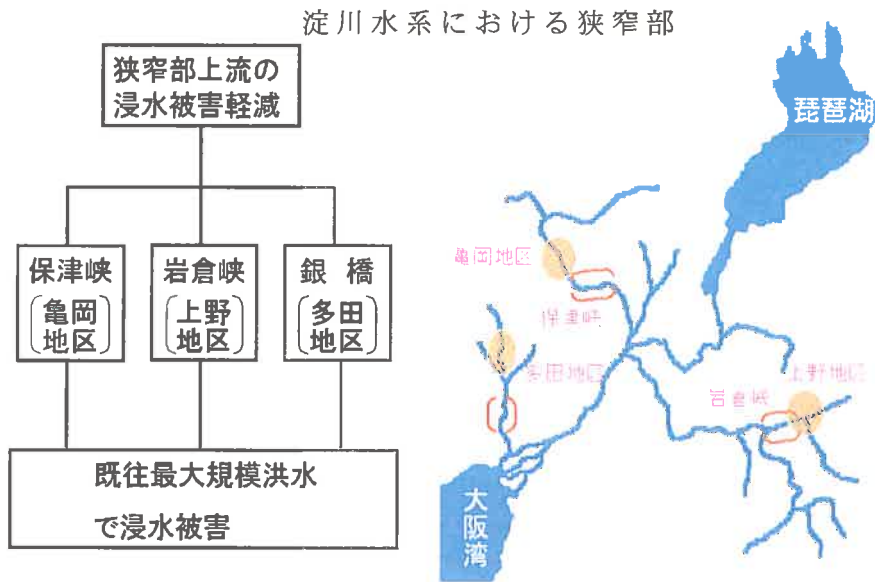 淀川水系における狭窄部
狭窄部上流の
浸水被害軽減
保津峡
亀岡
地区
岩倉峡
上野
地区
銀橋
多田
地区
既往最大規模洪水
で浸水被害
琵琶湖
亀岡地区
保津峡
多田地区
上野地区
岩倉峡
大阪湾